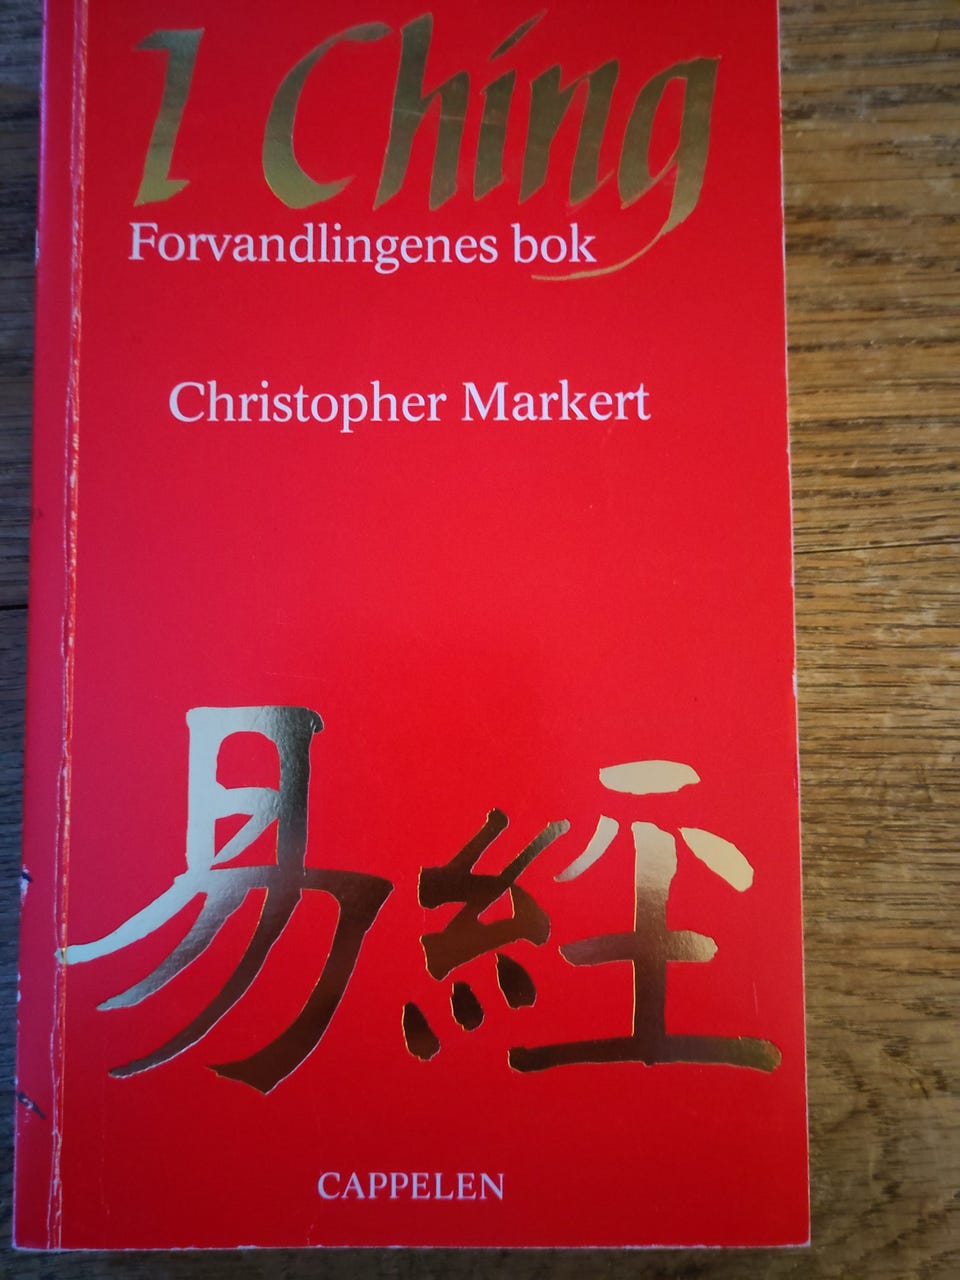 I Ching
Forvandlingenes bok
Christopher Markert
易經
CAPPELEN